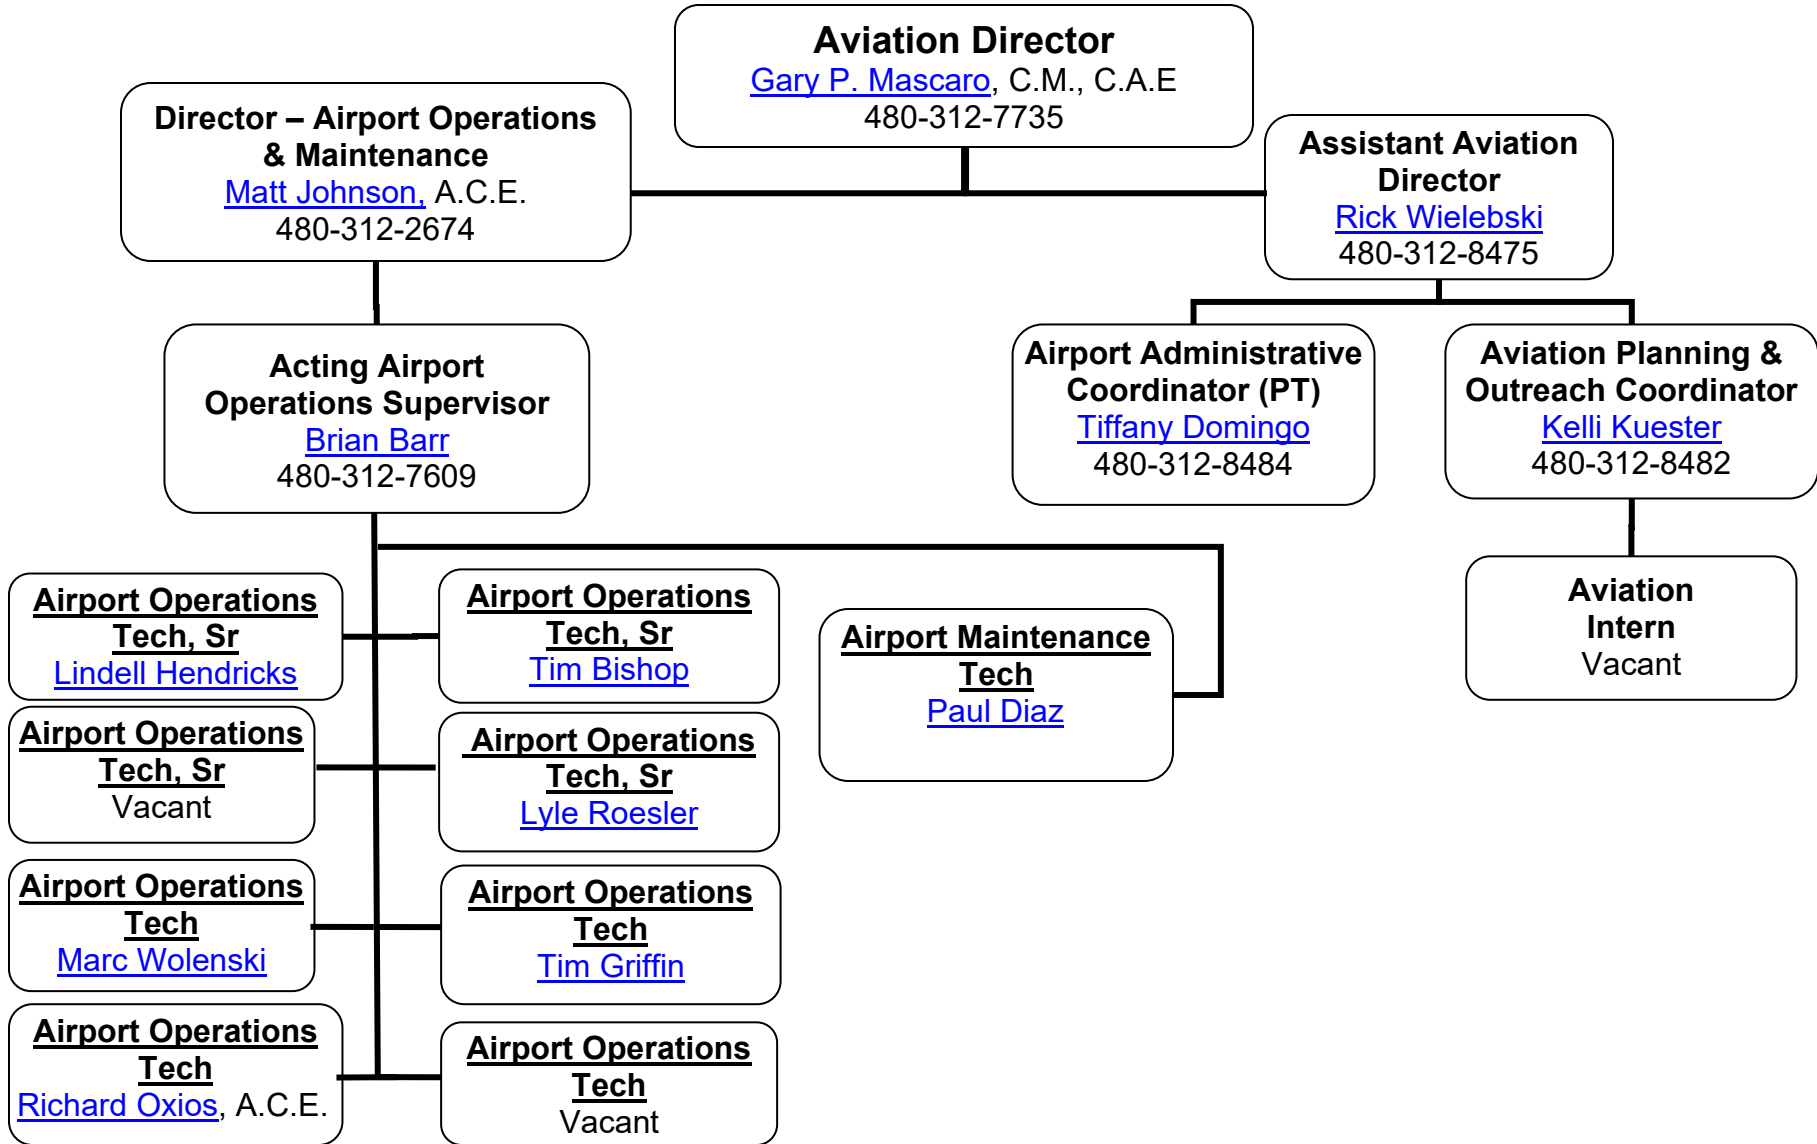 Aviation Director
Gary P. Mascaro, C.M., C.A.E
480-312-7735
Director – Airport Operations
& Maintenance
Matt Johnson, A.C.E.
480-312-2674
Assistant Aviation
Director
Rick Wielebski
480-312-8475
Acting Airport
Operations Supervisor
Brian Barr
480-312-7609
Airport Administrative
Coordinator (PT)
Tiffany Domingo
480-312-8484
Aviation Planning &
Outreach Coordinator
Kelli Kuester
480-312-8482
Airport Operations
Tech, Sr
Lindell Hendricks
Airport Operations
Tech, Sr
Tim Bishop
Airport Maintenance
Tech
Paul Diaz
Aviation
Intern
Vacant
Airport Operations
Tech, Sr
Vacant
Airport Operations
Tech, Sr
Lyle Roesler
Airport Operations
Tech
Marc Wolenski
Airport Operations
Tech
Tim Griffin
Airport Operations
Tech
Richard Oxios, A.C.E.
Airport Operations
Tech
Vacant